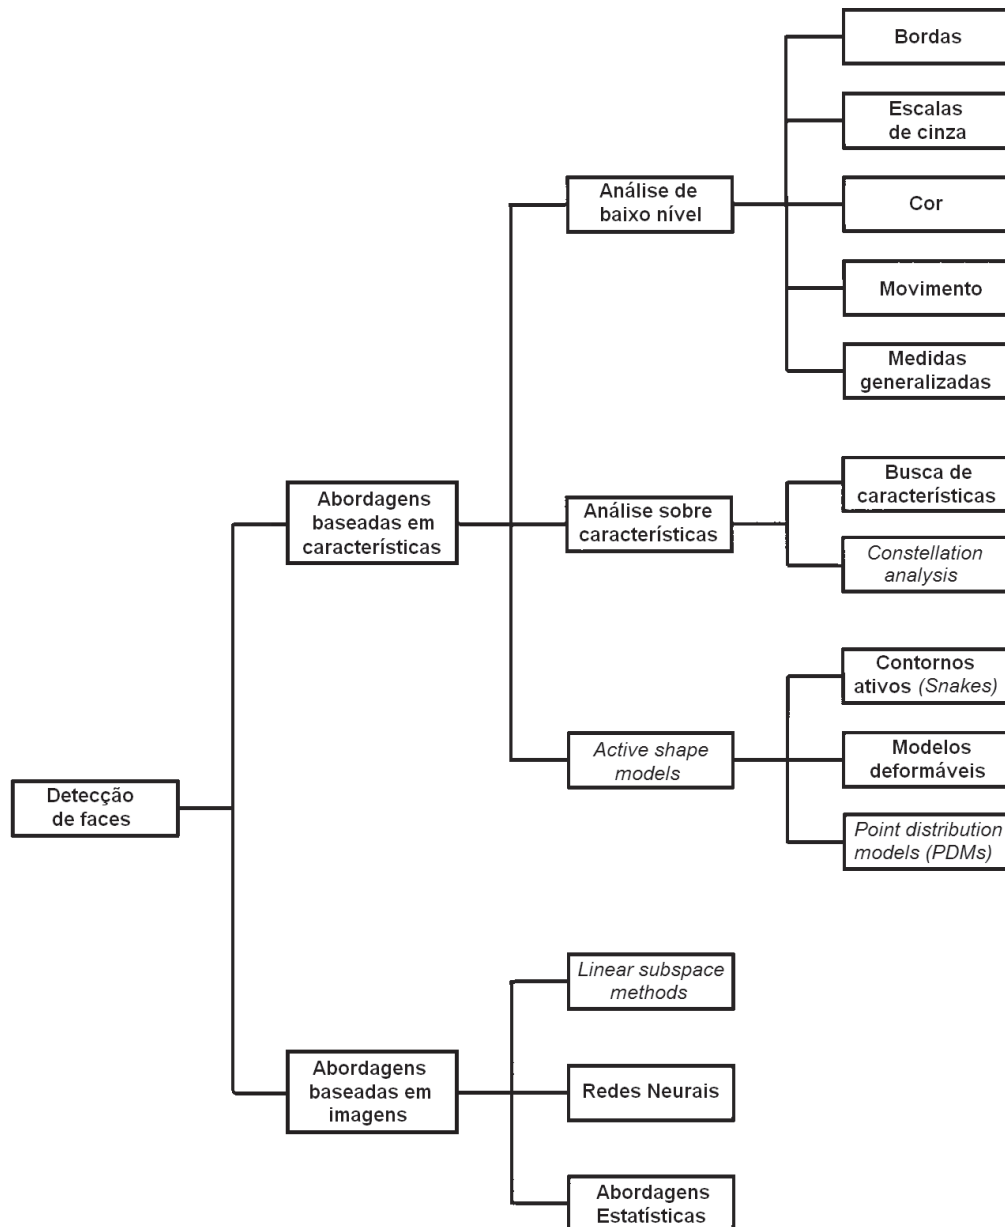 Bordas
Escalas
de cinza
Análise de
baixo nível
Cor
Movimento
Medidas
generalizadas
Abordagens
baseadas em
características
Análise sobre
características
Busca de
características
Constellation
analysis
Contornos
ativos (Snakes)
Active shape
models
Modelos
deformáveis
Point distribution
models (PDMs)
Detecção
de faces
Linear subspace
methods
Abordagens
baseadas em
imagens
Redes Neurais
Abordagens
Estatísticas